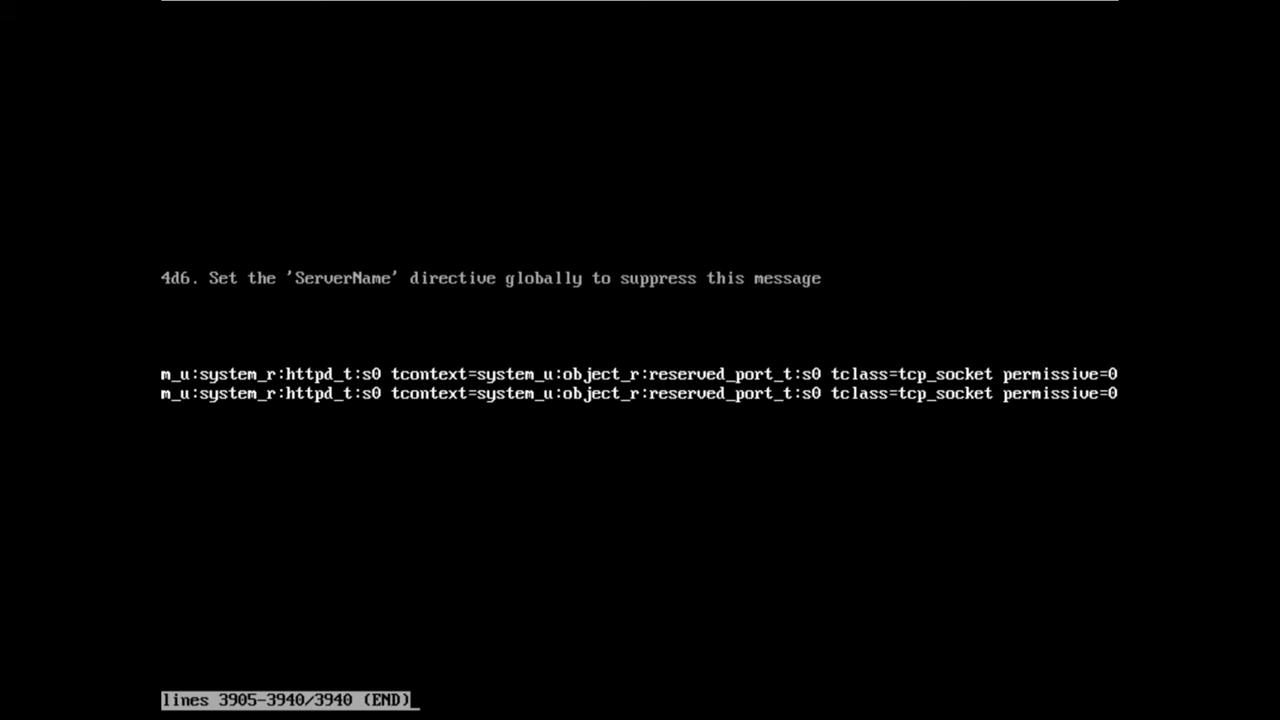 4d6. Set the 'ServerName' directive globally to suppress this message
m_u:system_r:httpd_t:s0 tcontext=system_u:object_r:reserved_port_t:s0 tclass=tcp_socket permissive=0
m_u:system_r:httpd_t:s0 tcontext=system_u:object_r:reserved_port_t:s0 tclass=tcp_socket permissive=0
lines 3905-3940/3940 (END)